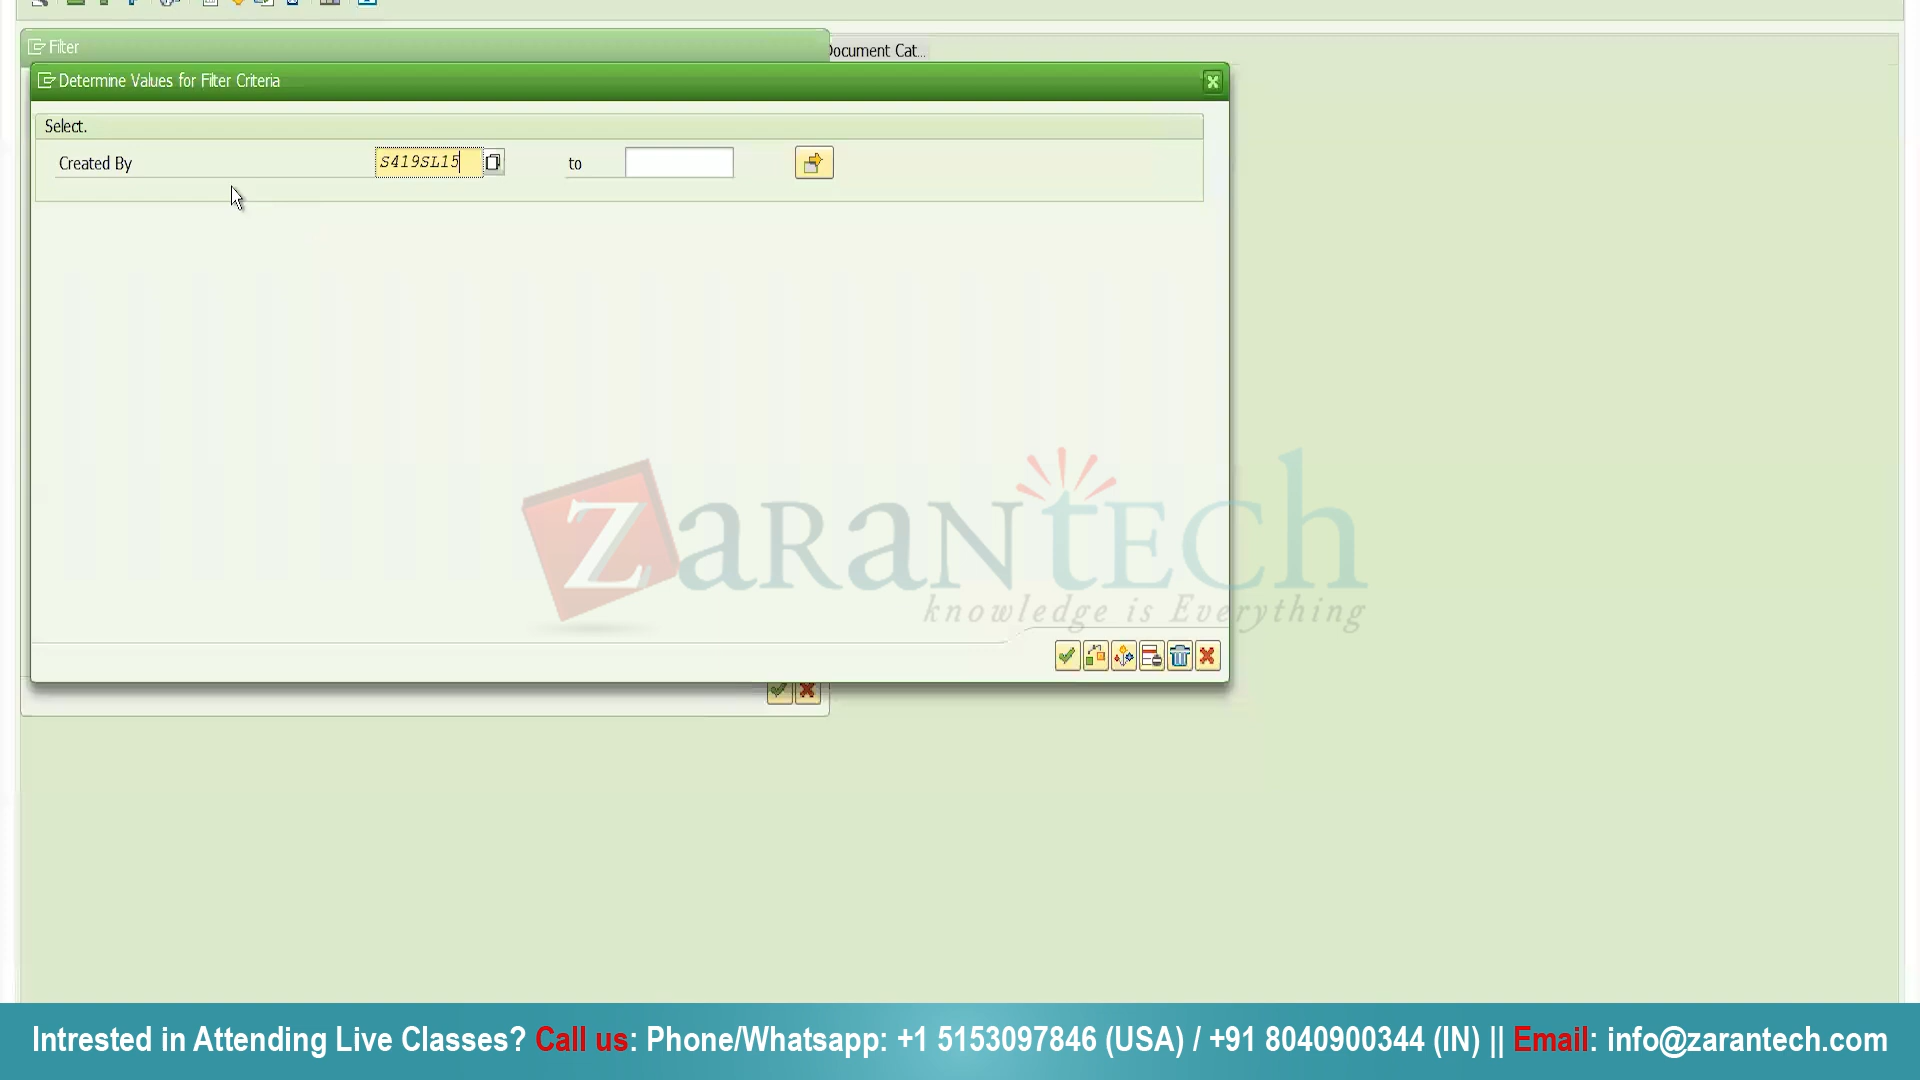 Filter
Document Cat...
Determine Values for Filter Criteria
Select.
Created By S419SL15 to
ZaranTech
knowledge is Everything
Intrested in Attending Live Classes? Call us: Phone/Whatsapp: +1 5153097846 (USA) / +91 8040900344 (IN) || Email: info@zarantech.com